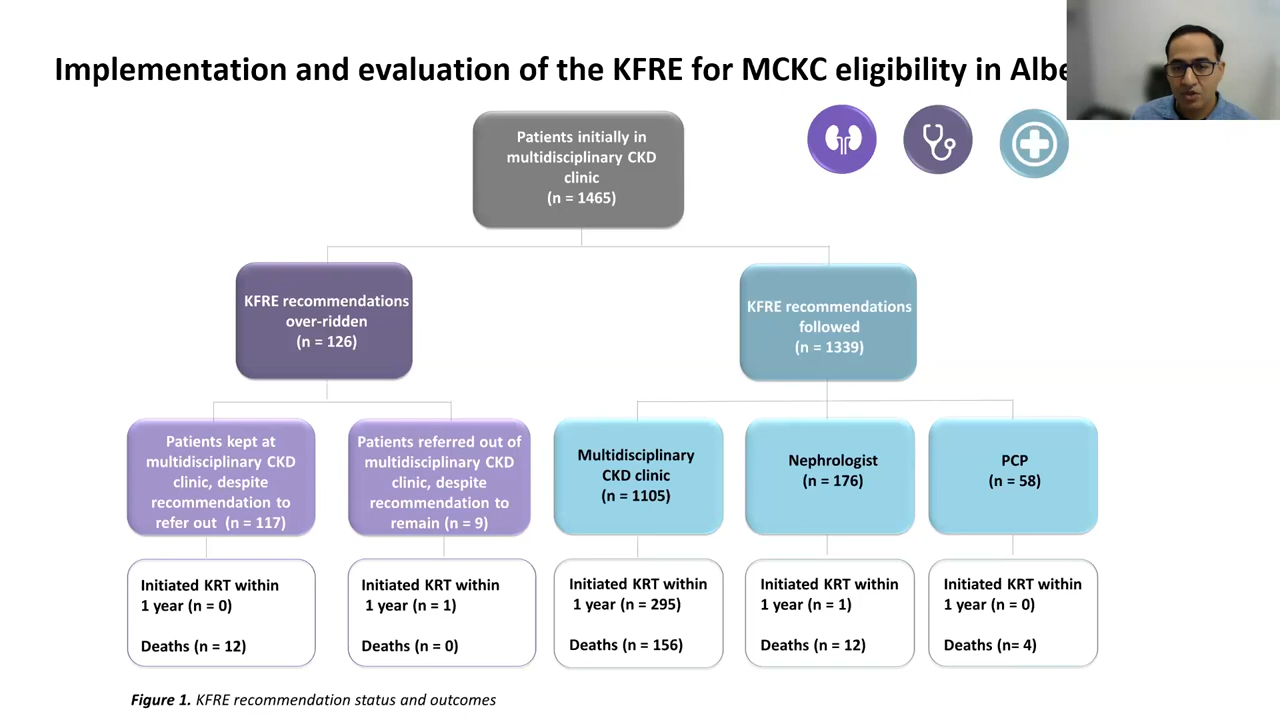 Implementation and evaluation of the KFRE for MCKC eligibility in
Patients initially in
multidisciplinary CKD
clinic
(n = 1465)
KFRE recommendations
over-ridden
(n = 126)
KFRE recommendations
followed
(n = 1339)
Patients kept at
multidisciplinary CKD
clinic, despite
recommendation to
refer out (n = 117)
Patients referred out of
multidisciplinary CKD
clinic, despite
recommendation to
remain (n = 9)
Multidisciplinary
CKD clinic
(n = 1105)
Nephrologist
(n = 176)
PCP
(n = 58)
Initiated KRT within
1 year (n = 0)
Deaths (n = 12)
Initiated KRT within
1 year (n = 1)
Deaths (n = 0)
Initiated KRT within
1 year (n = 295)
Deaths (n = 156)
Initiated KRT within
1 year (n = 1)
Deaths (n = 12)
Initiated KRT within
1 year (n = 0)
Deaths (n= 4)
Figure 1. KFRE recommendation status and outcomes